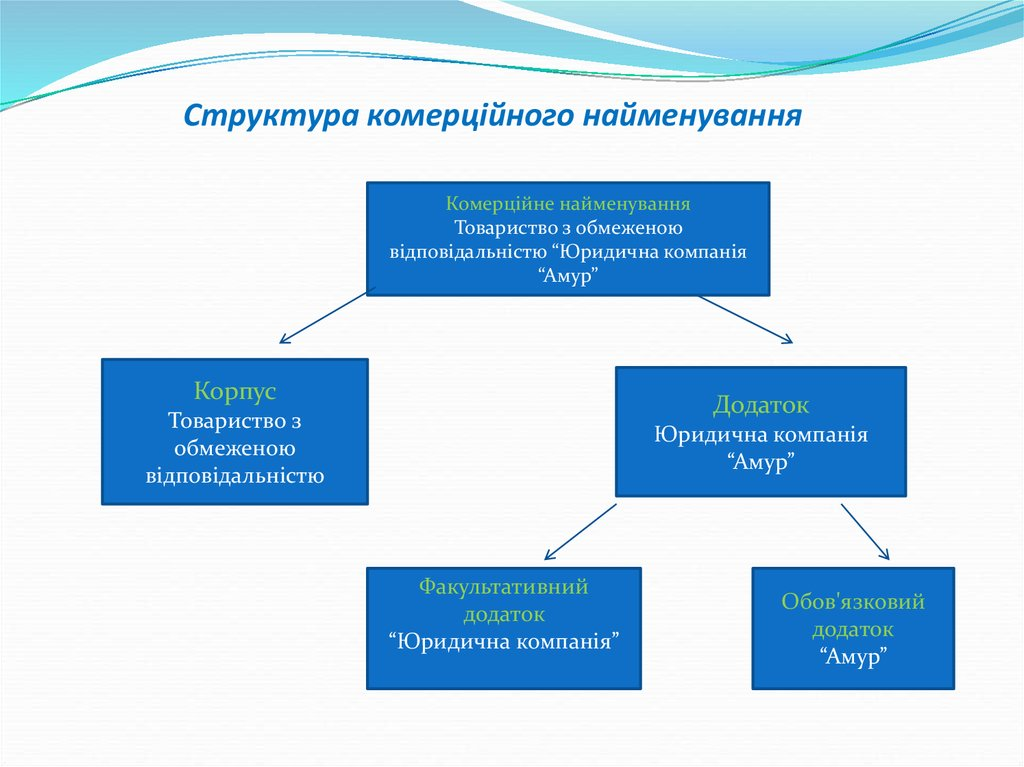 Структура комерційного найменування
Комерційне найменування
Товариство з обмеженою
відповідальністю “Юридична компанія
“Амур”
Корпус
Товариство з
обмеженою
відповідальністю
Додаток
Юридична компанія
“Амур”
Факультативний
додаток
“Юридична компанія”
Обов'язковий
додаток
“Амур”